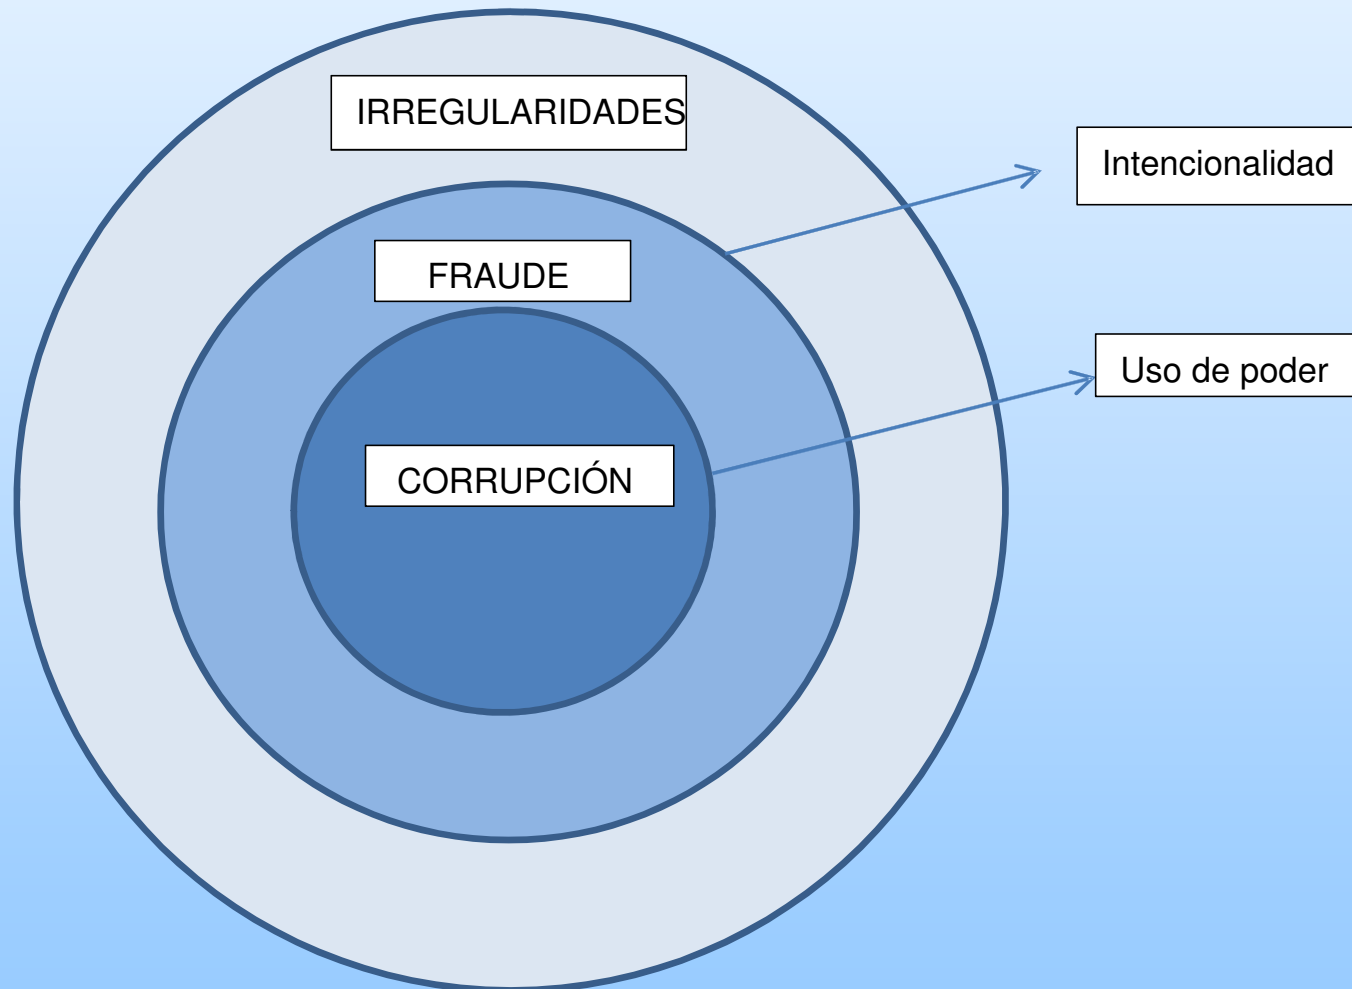 IRREGULARIDADES
Intencionalidad
FRAUDE
Uso de poder
CORRUPCIÓN